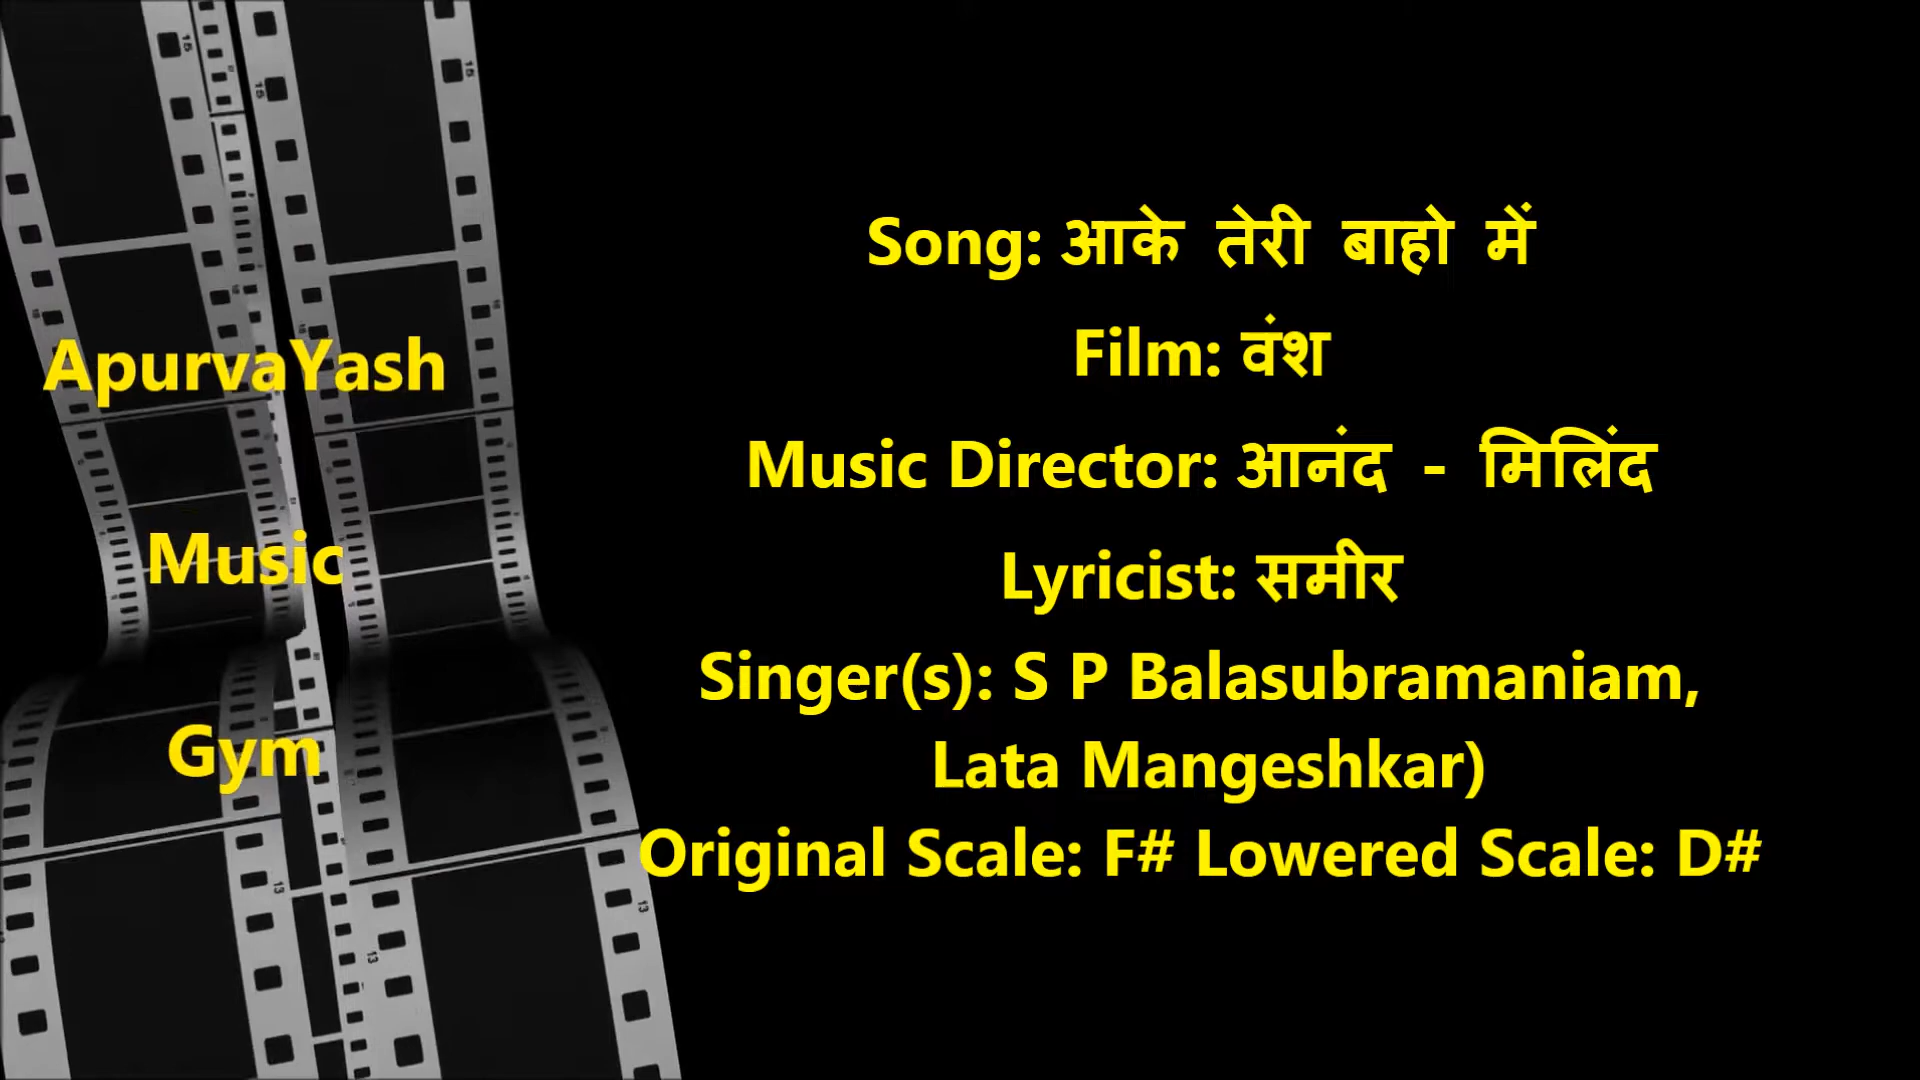 ApurvaYash
Music
Gym
Song: आके तेरी बाहो में
Film: वंश
Music Director: आनंद - मिलिंद
Lyricist: समीर
Singer(s): S P Balasubramaniam,
Lata Mangeshkar)
Original Scale: F# Lowered Scale: D#